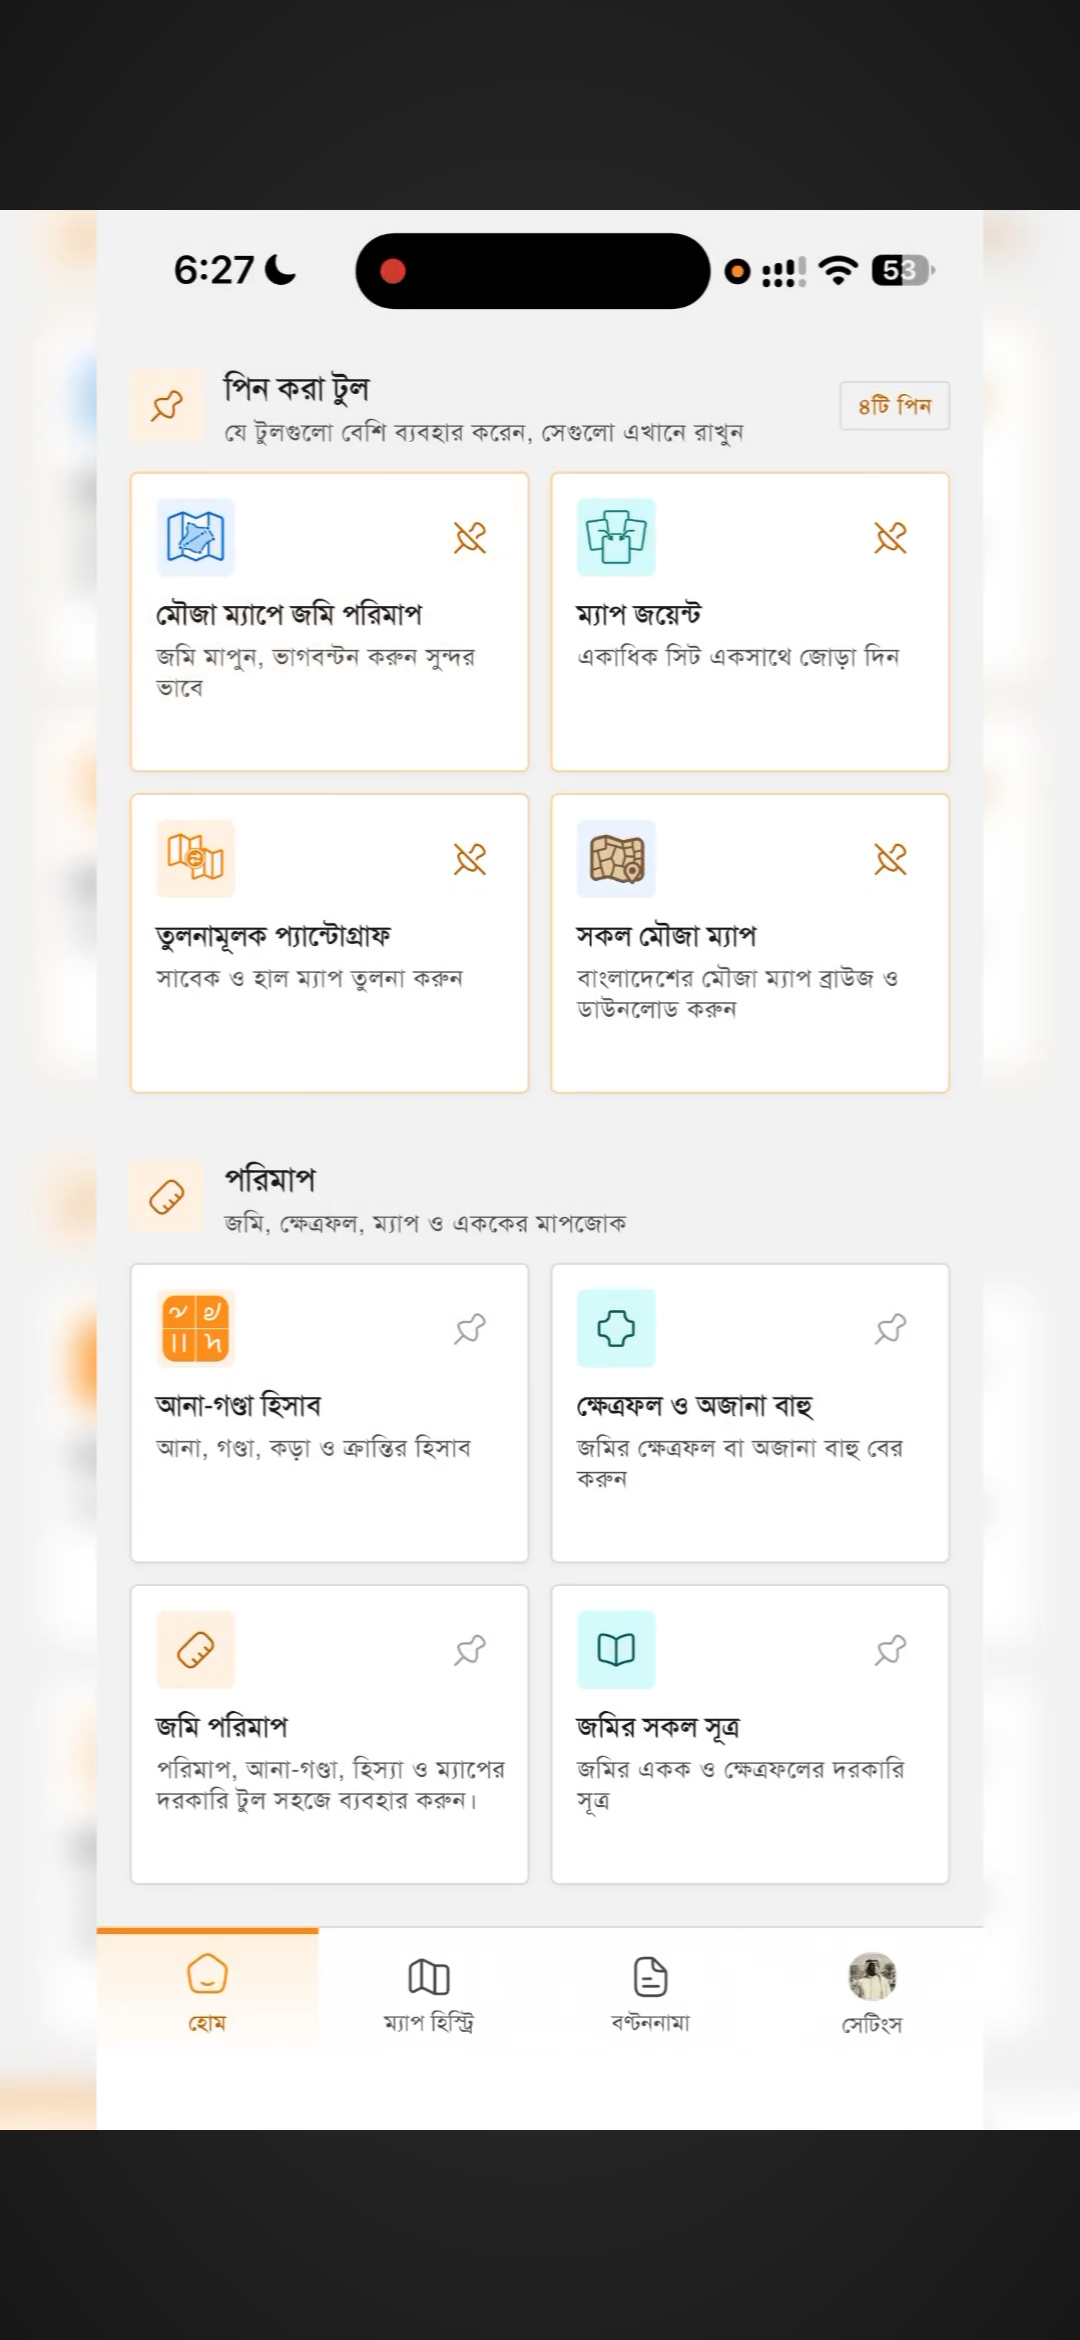 6:27
53
পিন করা টুল
যে টুলগুলো বেশি ব্যবহার করেন, সেগুলো এখানে রাখুন
৪টি পিন
মৌজা ম্যাপে জমি পরিমাপ
জমি মাপুন, ভাগবন্টন করুন সুন্দর
ভাবে
ম্যাপ জয়েন্ট
একাধিক সিট একসাথে জোড়া দিন
তুলনামূলক প্যান্টোগ্রাফ
সাবেক ও হাল ম্যাপ তুলনা করুন
সকল মৌজা ম্যাপ
বাংলাদেশের মৌজা ম্যাপ ব্রাউজ ও
ডাউনলোড করুন
পরিমাপ
জমি, ক্ষেত্রফল, ম্যাপ ও এককের মাপজোক
আনা-গণ্ডা হিসাব
আনা, গণ্ডা, কড়া ও ক্রান্তির হিসাব
ক্ষেত্রফল ও অজানা বাহু
জমির ক্ষেত্রফল বা অজানা বাহু বের
করুন
জমি পরিমাপ
পরিমাপ, আনা-গণ্ডা, হিস্যা ও ম্যাপের
দরকারি টুল সহজে ব্যবহার করুন।
জমির সকল সূত্র
জমির একক ও ক্ষেত্রফলের দরকারি
সূত্র
হোম
ম্যাপ হিস্ট্রি
বণ্টননামা
সেটিংস